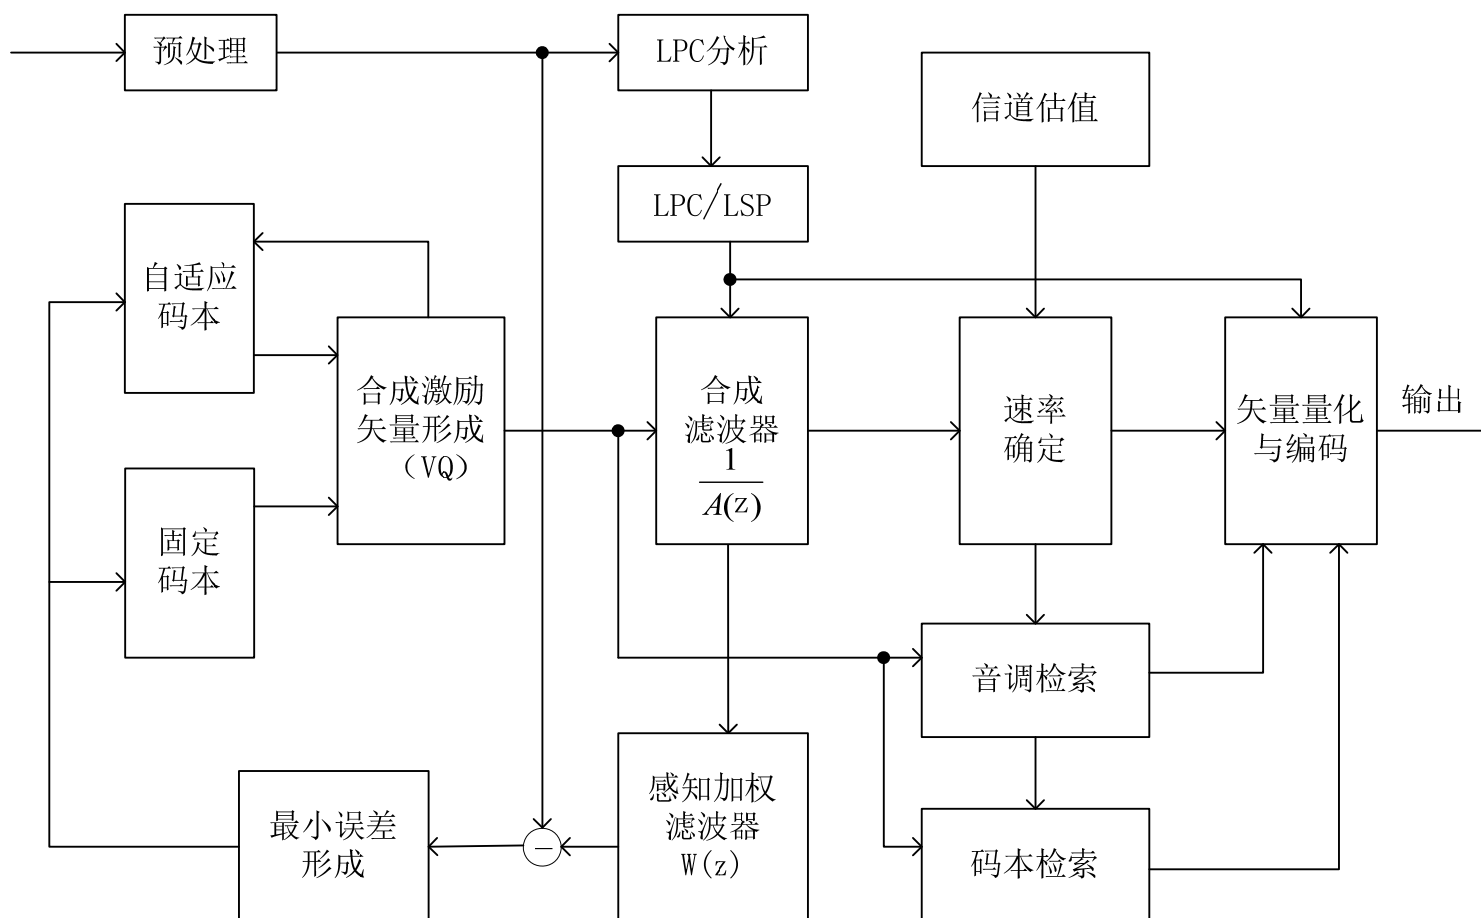 预处理
LPC分析
信道估值
LPC/LSP
自适应
码本
合成激励
矢量形成
（VQ）
合成
滤波器
1
A(z)
速率
确定
矢量量化
与编码
输出
固定
码本
音调检索
感知加权
滤波器
W(z)
最小误差
形成
−
码本检索